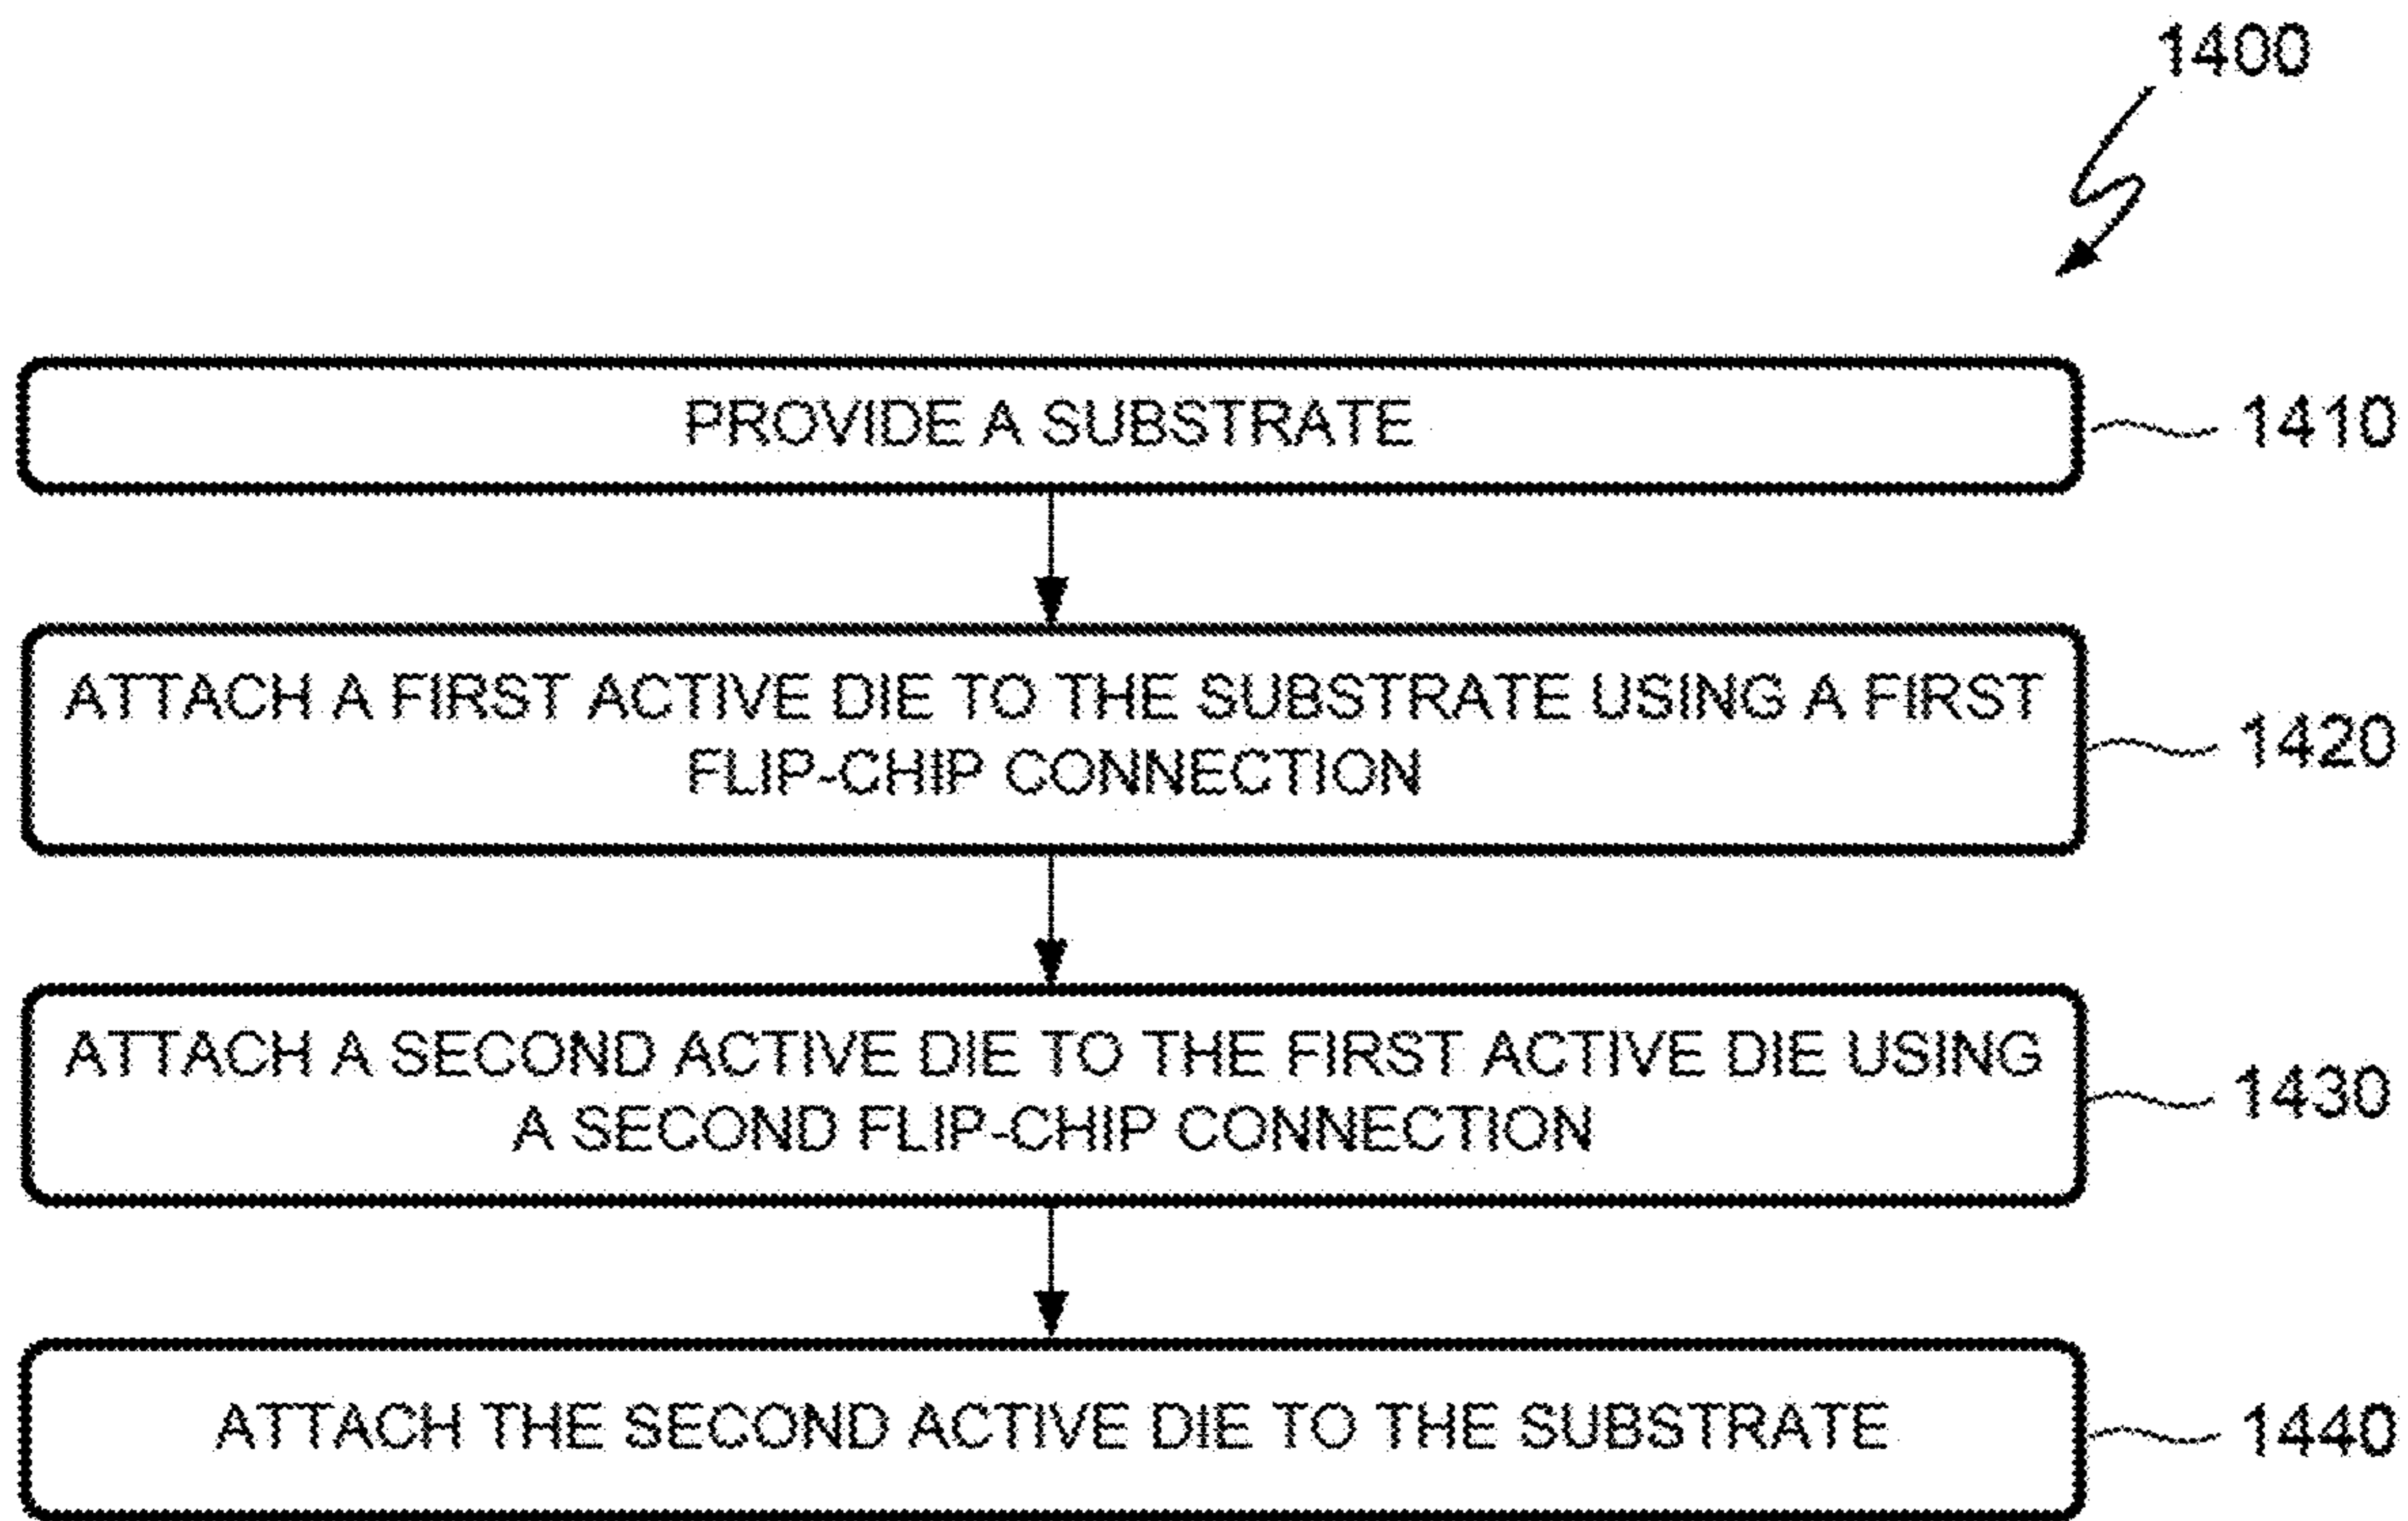 1400
PROVIDE A SUBSTRATE
1410
ATTACH A FIRST ACTIVE DIE TO THE SUBSTRATE USING A FIRST
FLIP-CHIP CONNECTION
1420
ATTACH A SECOND ACTIVE DIE TO THE FIRST ACTIVE DIE USING
A SECOND FLIP-CHIP CONNECTION
1430
ATTACH THE SECOND ACTIVE DIE TO THE SUBSTRATE
1440